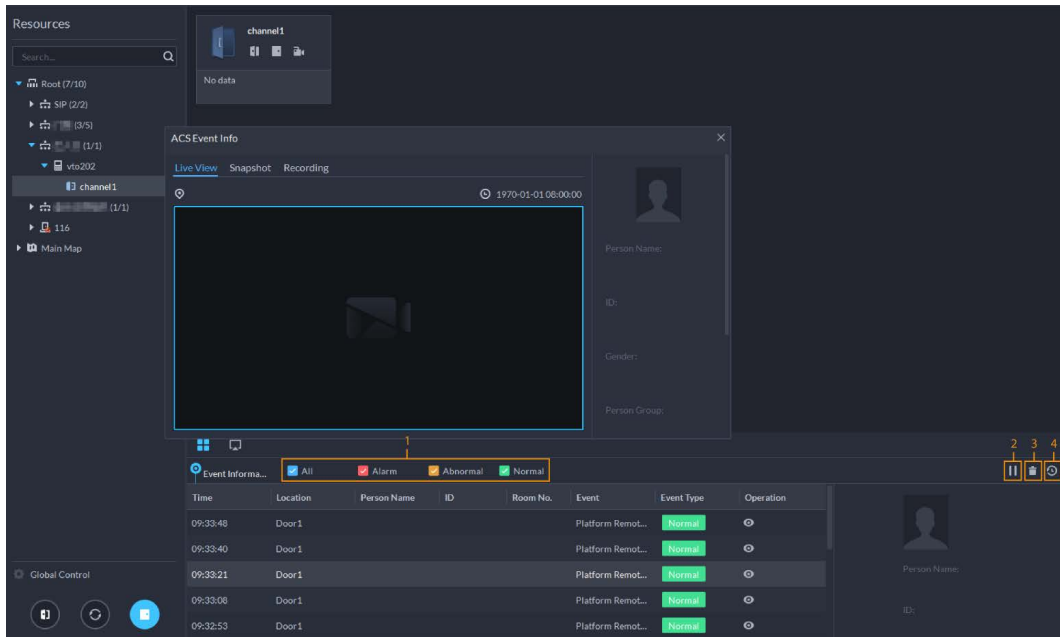 Resources
Search...
Root (7/10)
SIP (2/2)
(3/5)
(1/1)
vto202
channel1
(1/1)
116
Main Map
Global Control
channel1
No data
ACS Event Info
Live View Snapshot Recording
1970-01-01 08:00:00
Person Name:
ID:
Gender:
Person Group:
1
2 3 4
Event Informa... All Alarm Abnormal Normal
Time Location Person Name ID Room No. Event Event Type Operation
09:33:48 Door1 Platform Remot... Normal
09:33:40 Door1 Platform Remot... Normal
09:33:21 Door1 Platform Remot... Normal
09:33:08 Door1 Platform Remot... Normal
09:32:53 Door1 Platform Remot... Normal
Person Name:
ID: